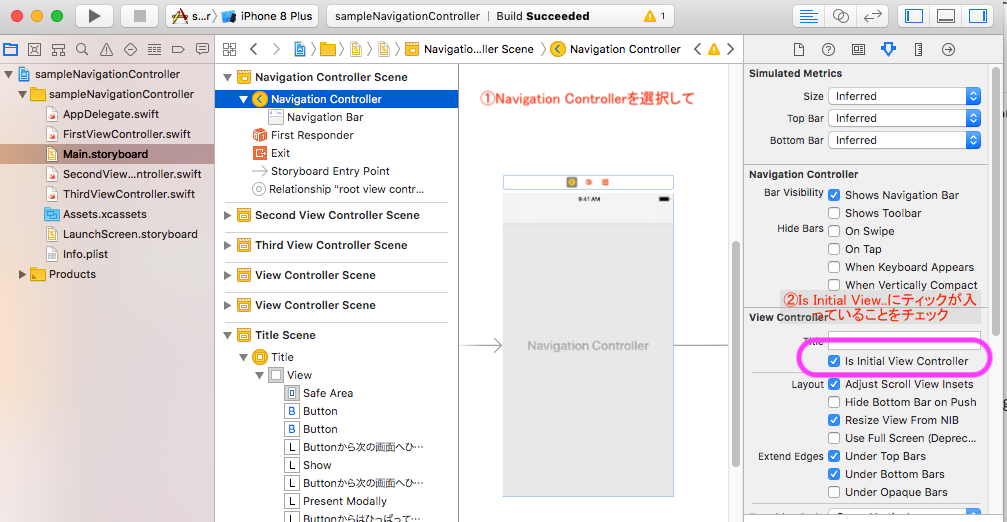 s...r
iPhone 8 Plus
sampleNavigationController
Build Succeeded
1
Navigatio...ller Scene
Navigation Controller
sampleNavigationController
sampleNavigationController
AppDelegate.swift
FirstViewController.swift
Main.storyboard
SecondView...ntroller.swift
ThirdViewController.swift
Assets.xcassets
LaunchScreen.storyboard
Info.plist
Products
Navigation Controller Scene
Navigation Controller
Navigation Bar
First Responder
Exit
Storyboard Entry Point
Relationship "root view contr...
Second View Controller Scene
Third View Controller Scene
View Controller Scene
View Controller Scene
Title Scene
Title
View
Safe Area
B Button
B Button
L Buttonから次の画面へひ…
L Show
L Buttonから次の画面へひ…
L Present Modally
L Buttonからはひっぱって…
①Navigation Controllerを選択して
9:41 AM
Navigation Controller
Simulated Metrics
Size Inferred
Top Bar Inferred
Bottom Bar Inferred
Navigation Controller
Bar Visibility Shows Navigation Bar
Shows Toolbar
Hide Bars On Swipe
On Tap
When Keyboard Appears
When Vertically Compact
②Is Initial View..にティックが入
っていることをチェック
View Controller
Title
Is Initial View Controller
Layout Adjust Scroll View Insets
Hide Bottom Bar on Push
Resize View From NIB
Use Full Screen (Deprec...
Extend Edges Under Top Bars
Under Bottom Bars
Under Opaque Bars